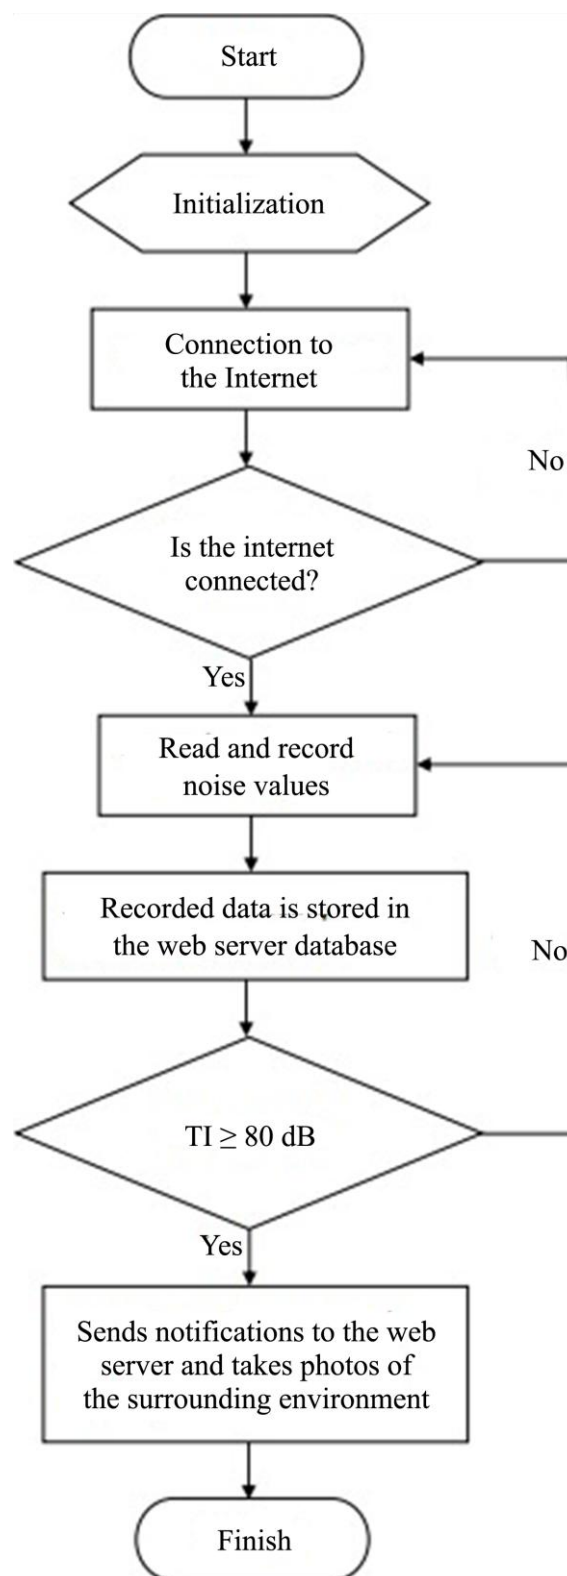 Start
Initialization
Connection to
the Internet
No
Is the internet
connected?
Yes
Read and record
noise values
Recorded data is stored in
the web server database
No
TI ≥ 80 dB
Yes
Sends notifications to the web
server and takes photos of
the surrounding environment
Finish